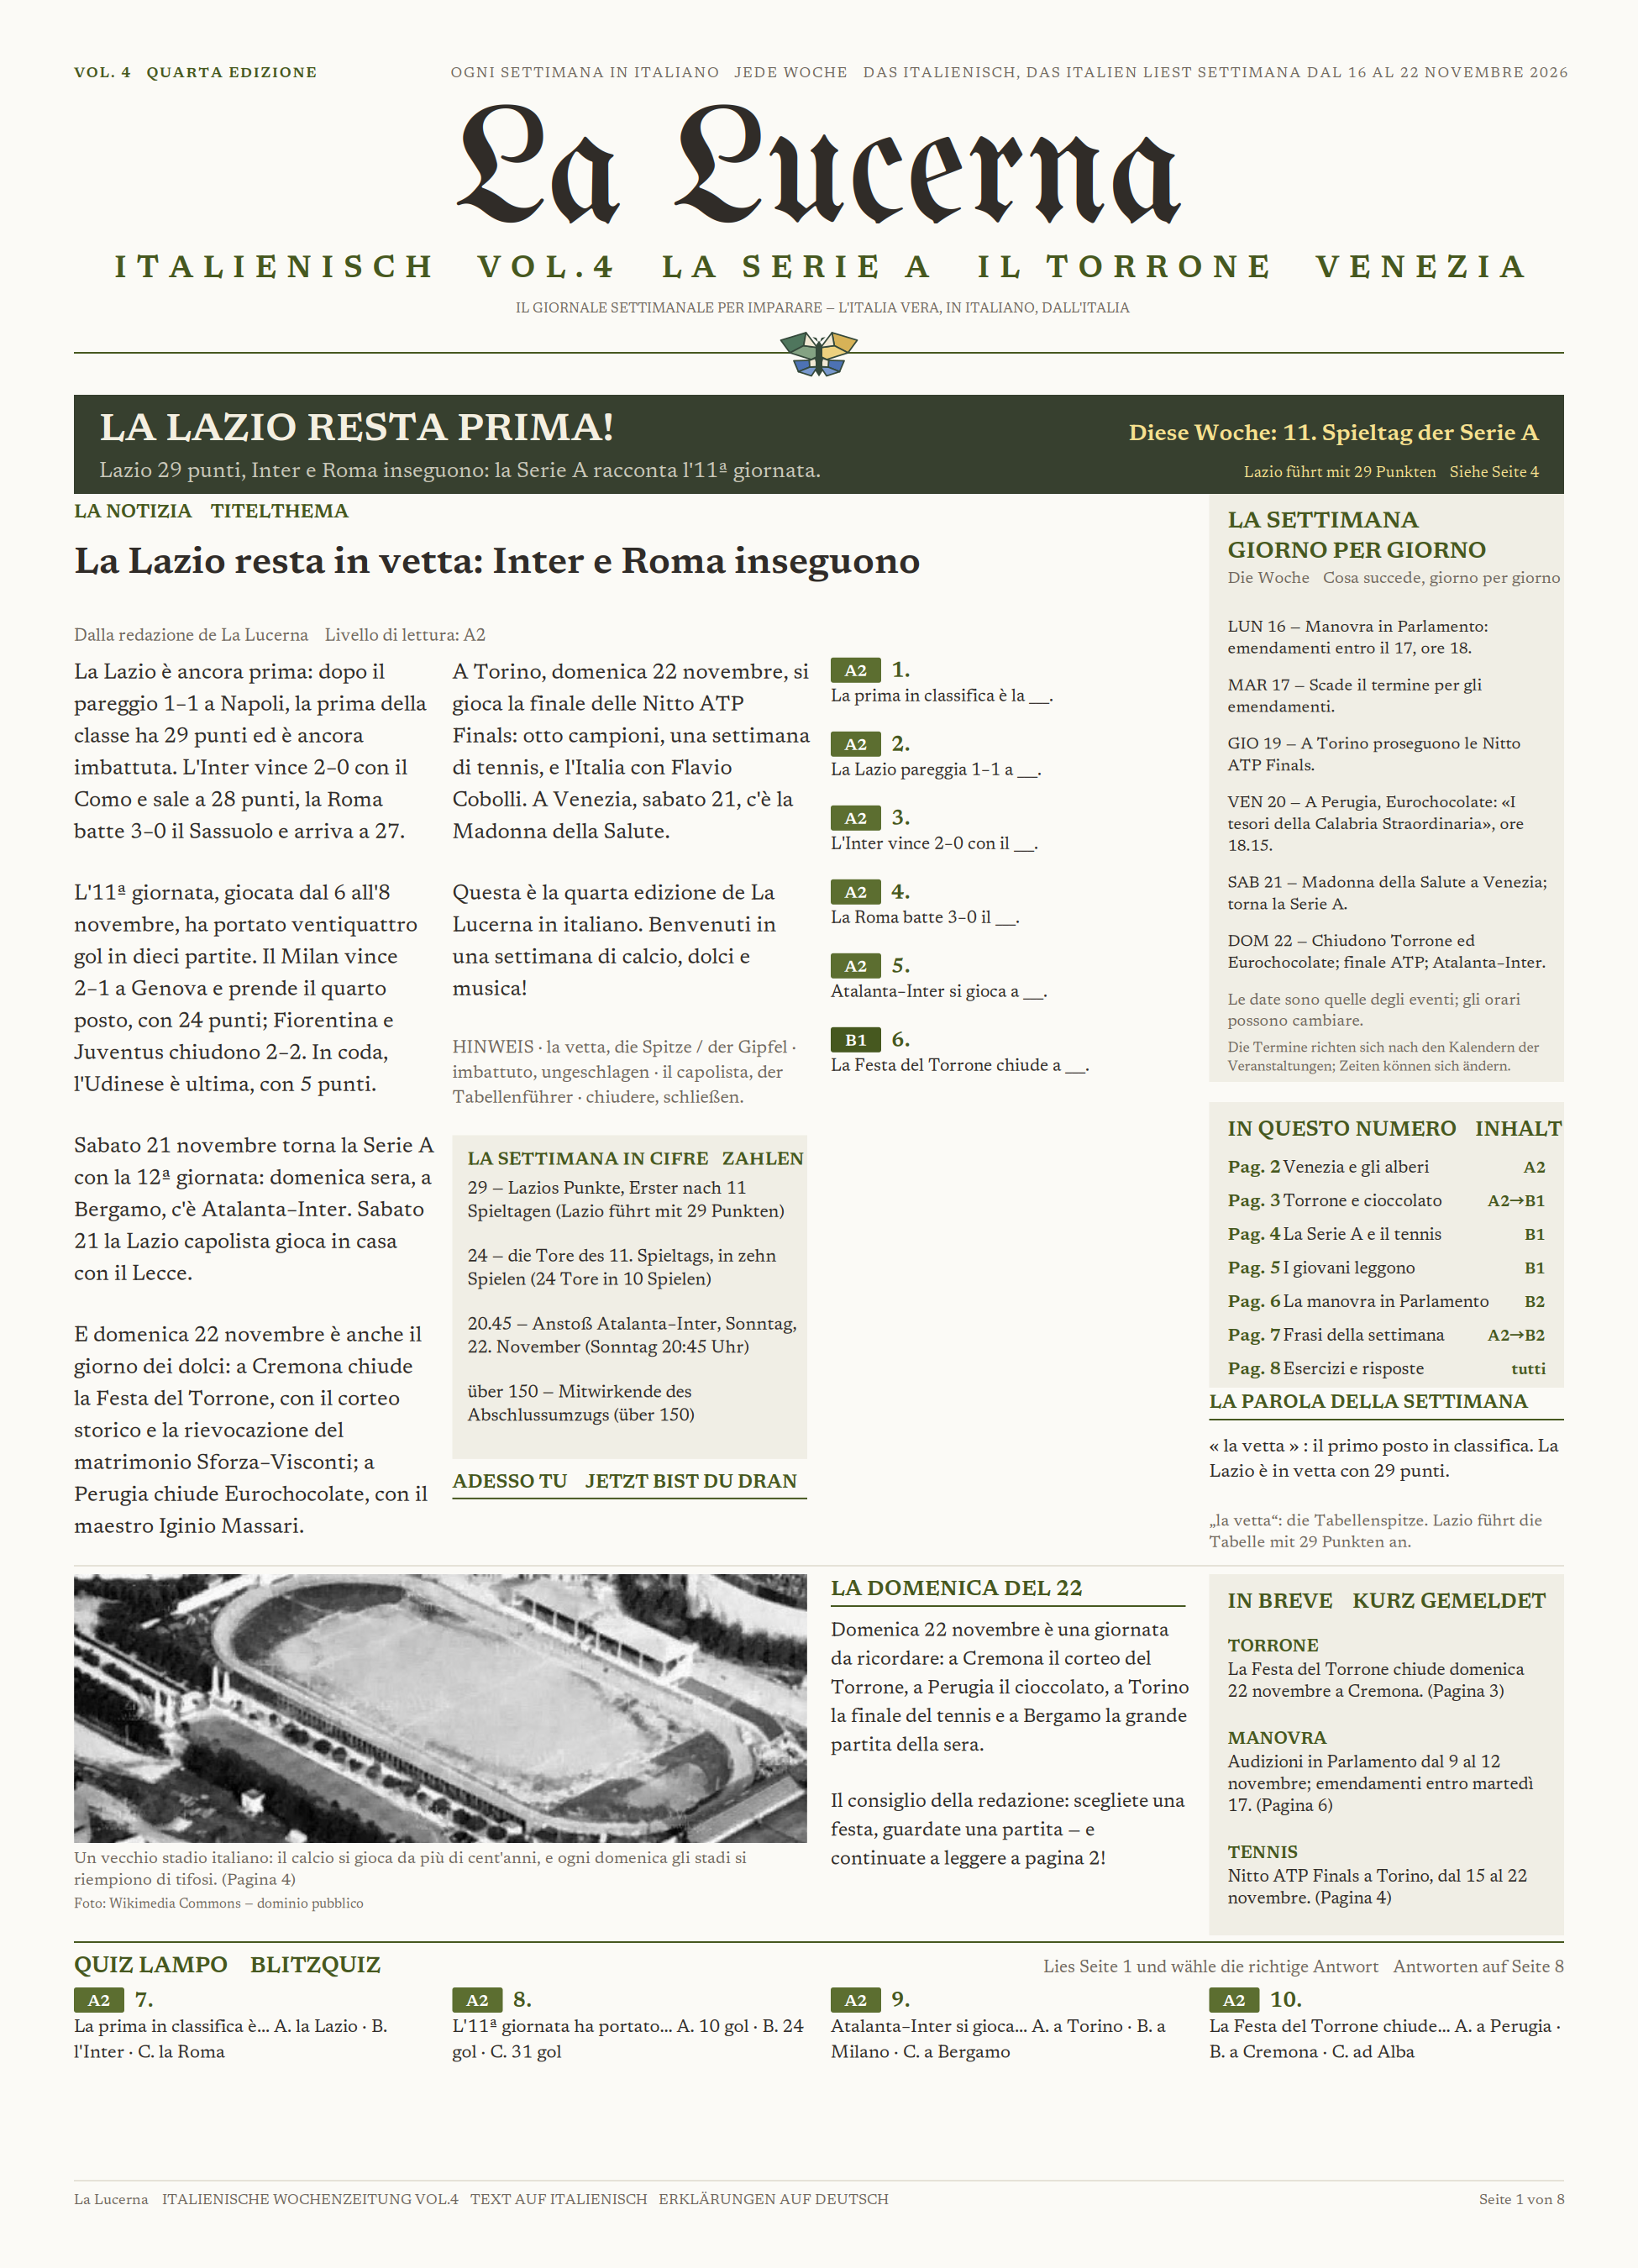 VOL. 4 QUARTA EDIZIONE
OGNI SETTIMANA IN ITALIANO JEDE WOCHE DAS ITALIENISCH, DAS ITALIEN LIEST SETTIMANA DAL 16 AL 22 NOVEMBRE 2026
La Lucerna
ITALIENISCH VOL.4 LA SERIE A IL TORRONE VENEZIA
IL GIORNALE SETTIMANALE PER IMPARARE – L'ITALIA VERA, IN ITALIANO, DALL'ITALIA
LA LAZIO RESTA PRIMA!
Lazio 29 punti, Inter e Roma inseguono: la Serie A racconta l'11ª giornata.
Diese Woche: 11. Spieltag der Serie A
Lazio führt mit 29 Punkten Siehe Seite 4
LA NOTIZIA TITELTHEMA
La Lazio resta in vetta: Inter e Roma inseguono
Dalla redazione de La Lucerna Livello di lettura: A2
La Lazio è ancora prima: dopo il
pareggio 1–1 a Napoli, la prima della
classe ha 29 punti ed è ancora
imbattuta. L'Inter vince 2–0 con il
Como e sale a 28 punti, la Roma
batte 3–0 il Sassuolo e arriva a 27.
L'11ª giornata, giocata dal 6 all'8
novembre, ha portato ventiquattro
gol in dieci partite. Il Milan vince
2–1 a Genova e prende il quarto
posto, con 24 punti; Fiorentina e
Juventus chiudono 2–2. In coda,
l'Udinese è ultima, con 5 punti.
Sabato 21 novembre torna la Serie A
con la 12ª giornata: domenica sera, a
Bergamo, c'è Atalanta–Inter. Sabato
21 la Lazio capolista gioca in casa
con il Lecce.
E domenica 22 novembre è anche il
giorno dei dolci: a Cremona chiude
la Festa del Torrone, con il corteo
storico e la rievocazione del
matrimonio Sforza–Visconti; a
Perugia chiude Eurochocolate, con il
maestro Iginio Massari.
A Torino, domenica 22 novembre, si
gioca la finale delle Nitto ATP
Finals: otto campioni, una settimana
di tennis, e l'Italia con Flavio
Cobolli. A Venezia, sabato 21, c'è la
Madonna della Salute.
Questa è la quarta edizione de La
Lucerna in italiano. Benvenuti in
una settimana di calcio, dolci e
musica!
HINWEIS · la vetta, die Spitze / der Gipfel ·
imbattuto, ungeschlagen · il capolista, der
Tabellenführer · chiudere, schließen.
LA SETTIMANA IN CIFRE ZAHLEN
29 – Lazios Punkte, Erster nach 11
Spieltagen (Lazio führt mit 29 Punkten)
24 – die Tore des 11. Spieltags, in zehn
Spielen (24 Tore in 10 Spielen)
20.45 – Anstoß Atalanta–Inter, Sonntag,
22. November (Sonntag 20:45 Uhr)
über 150 – Mitwirkende des
Abschlussumzugs (über 150)
ADESSO TU JETZT BIST DU DRAN
A2 1.
La prima in classifica è la __.
A2 2.
La Lazio pareggia 1–1 a __.
A2 3.
L'Inter vince 2–0 con il __.
A2 4.
La Roma batte 3–0 il __.
A2 5.
Atalanta–Inter si gioca a __.
B1 6.
La Festa del Torrone chiude a __.
LA SETTIMANA
GIORNO PER GIORNO
Die Woche Cosa succede, giorno per giorno
LUN 16 – Manovra in Parlamento:
emendamenti entro il 17, ore 18.
MAR 17 – Scade il termine per gli
emendamenti.
GIO 19 – A Torino proseguono le Nitto
ATP Finals.
VEN 20 – A Perugia, Eurochocolate: «I
tesori della Calabria Straordinaria», ore
18.15.
SAB 21 – Madonna della Salute a Venezia;
torna la Serie A.
DOM 22 – Chiudono Torrone ed
Eurochocolate; finale ATP; Atalanta–Inter.
Le date sono quelle degli eventi; gli orari
possono cambiare.
Die Termine richten sich nach den Kalendern der
Veranstaltungen; Zeiten können sich ändern.
IN QUESTO NUMERO INHALT
Pag. 2 Venezia e gli alberi A2
Pag. 3 Torrone e cioccolato A2→B1
Pag. 4 La Serie A e il tennis B1
Pag. 5 I giovani leggono B1
Pag. 6 La manovra in Parlamento B2
Pag. 7 Frasi della settimana A2→B2
Pag. 8 Esercizi e risposte tutti
LA PAROLA DELLA SETTIMANA
« la vetta » : il primo posto in classifica. La
Lazio è in vetta con 29 punti.
„la vetta“: die Tabellenspitze. Lazio führt die
Tabelle mit 29 Punkten an.
Un vecchio stadio italiano: il calcio si gioca da più di cent'anni, e ogni domenica gli stadi si
riempiono di tifosi. (Pagina 4)
Foto: Wikimedia Commons – dominio pubblico
LA DOMENICA DEL 22
Domenica 22 novembre è una giornata
da ricordare: a Cremona il corteo del
Torrone, a Perugia il cioccolato, a Torino
la finale del tennis e a Bergamo la grande
partita della sera.
Il consiglio della redazione: scegliete una
festa, guardate una partita – e
continuate a leggere a pagina 2!
IN BREVE KURZ GEMELDET
TORRONE
La Festa del Torrone chiude domenica
22 novembre a Cremona. (Pagina 3)
MANOVRA
Audizioni in Parlamento dal 9 al 12
novembre; emendamenti entro martedì
17. (Pagina 6)
TENNIS
Nitto ATP Finals a Torino, dal 15 al 22
novembre. (Pagina 4)
QUIZ LAMPO BLITZQUIZ
Lies Seite 1 und wähle die richtige Antwort Antworten auf Seite 8
A2 7.
La prima in classifica è... A. la Lazio · B.
l'Inter · C. la Roma
A2 8.
L'11ª giornata ha portato... A. 10 gol · B. 24
gol · C. 31 gol
A2 9.
Atalanta–Inter si gioca... A. a Torino · B. a
Milano · C. a Bergamo
A2 10.
La Festa del Torrone chiude... A. a Perugia ·
B. a Cremona · C. ad Alba
La Lucerna ITALIENISCHE WOCHENZEITUNG VOL.4 TEXT AUF ITALIENISCH ERKLÄRUNGEN AUF DEUTSCH
Seite 1 von 8